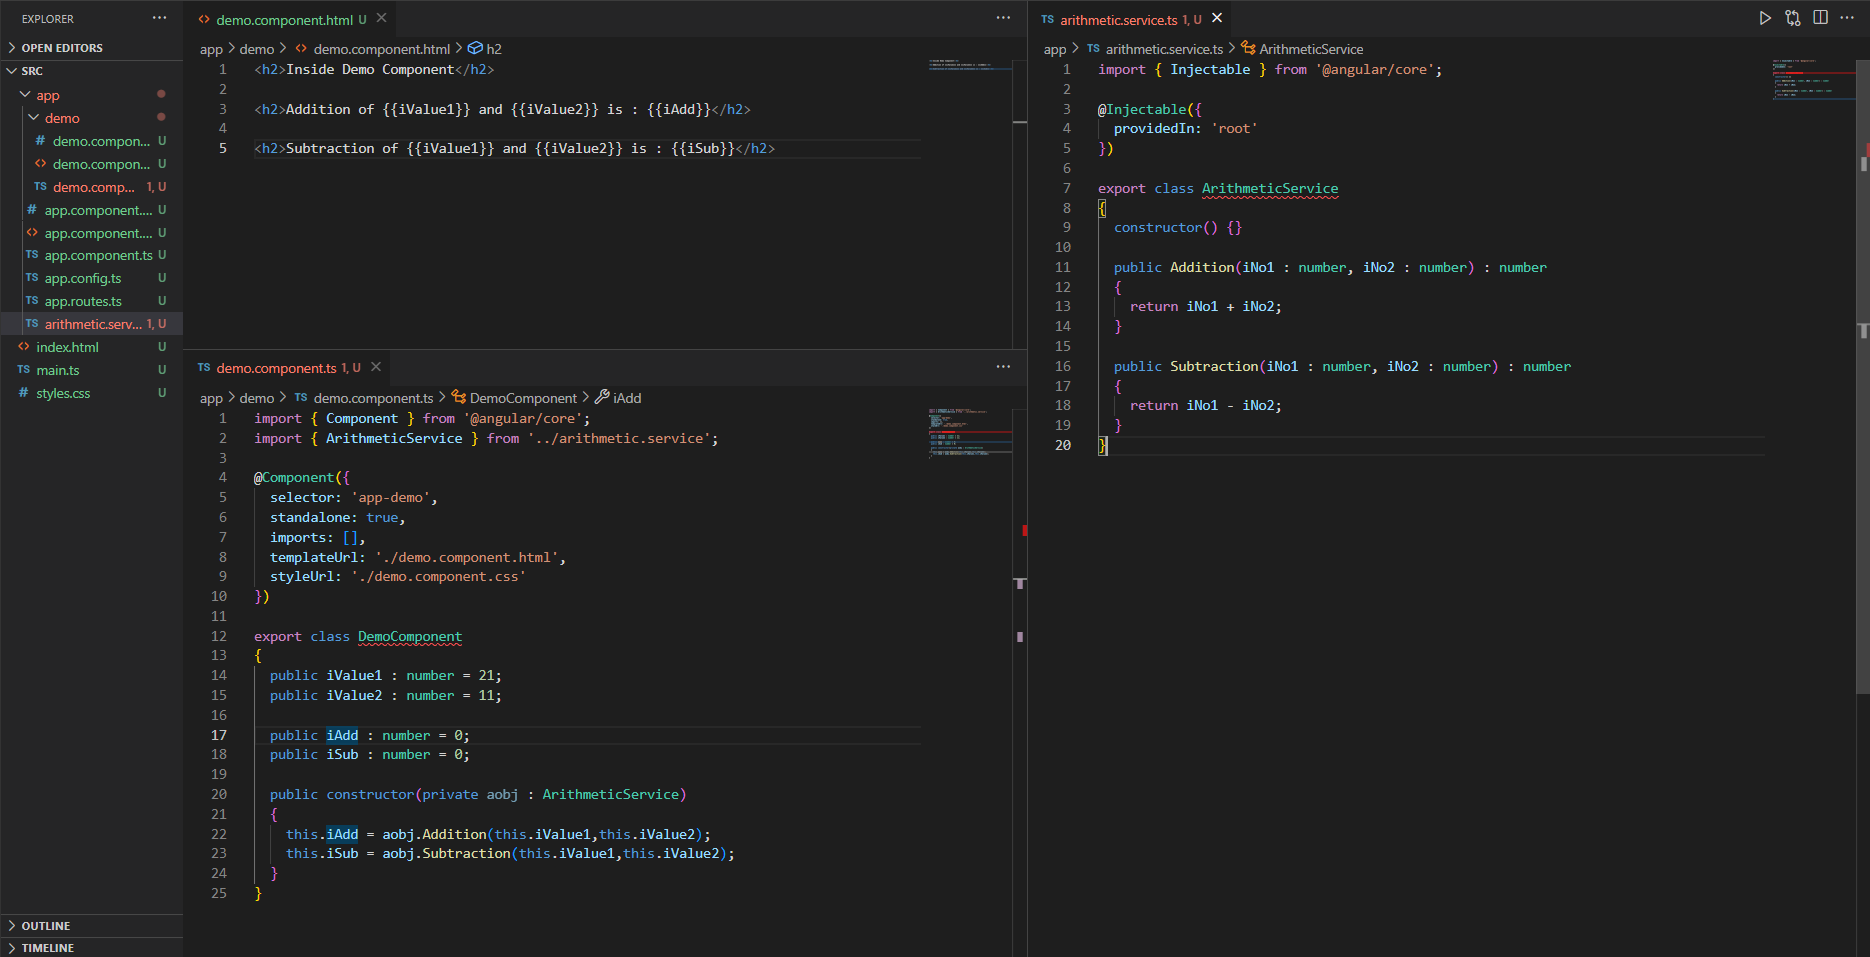 EXPLORER
OPEN EDITORS
SRC
app
demo
# demo.compon... U
<> demo.compon... U
TS demo.comp... 1, U
# app.component.... U
<> app.component.... U
TS app.component.ts U
TS app.config.ts U
TS app.routes.ts U
TS arithmetic.serv... 1, U
<> index.html U
TS main.ts U
# styles.css U
OUTLINE
TIMELINE
<> demo.component.html U
app > demo > <> demo.component.html > h2
1 <h2>Inside Demo Component</h2>
2
3 <h2>Addition of {{iValue1}} and {{iValue2}} is : {{iAdd}}</h2>
4
5 <h2>Subtraction of {{iValue1}} and {{iValue2}} is : {{iSub}}</h2>
TS demo.component.ts 1, U
app > demo > TS demo.component.ts > DemoComponent > iAdd
1 import { Component } from '@angular/core';
2 import { ArithmeticService } from '../arithmetic.service';
3
4 @Component({
5 selector: 'app-demo',
6 standalone: true,
7 imports: [],
8 templateUrl: './demo.component.html',
9 styleUrl: './demo.component.css'
10 })
11
12 export class DemoComponent
13 {
14 public iValue1 : number = 21;
15 public iValue2 : number = 11;
16
17 public iAdd : number = 0;
18 public iSub : number = 0;
19
20 public constructor(private aobj : ArithmeticService)
21 {
22 this.iAdd = aobj.Addition(this.iValue1,this.iValue2);
23 this.iSub = aobj.Subtraction(this.iValue1,this.iValue2);
24 }
25 }
TS arithmetic.service.ts 1, U
app > TS arithmetic.service.ts > ArithmeticService
1 import { Injectable } from '@angular/core';
2
3 @Injectable({
4 providedIn: 'root'
5 })
6
7 export class ArithmeticService
8 {
9 constructor() {}
10
11 public Addition(iNo1 : number, iNo2 : number) : number
12 {
13 return iNo1 + iNo2;
14 }
15
16 public Subtraction(iNo1 : number, iNo2 : number) : number
17 {
18 return iNo1 - iNo2;
19 }
20 }